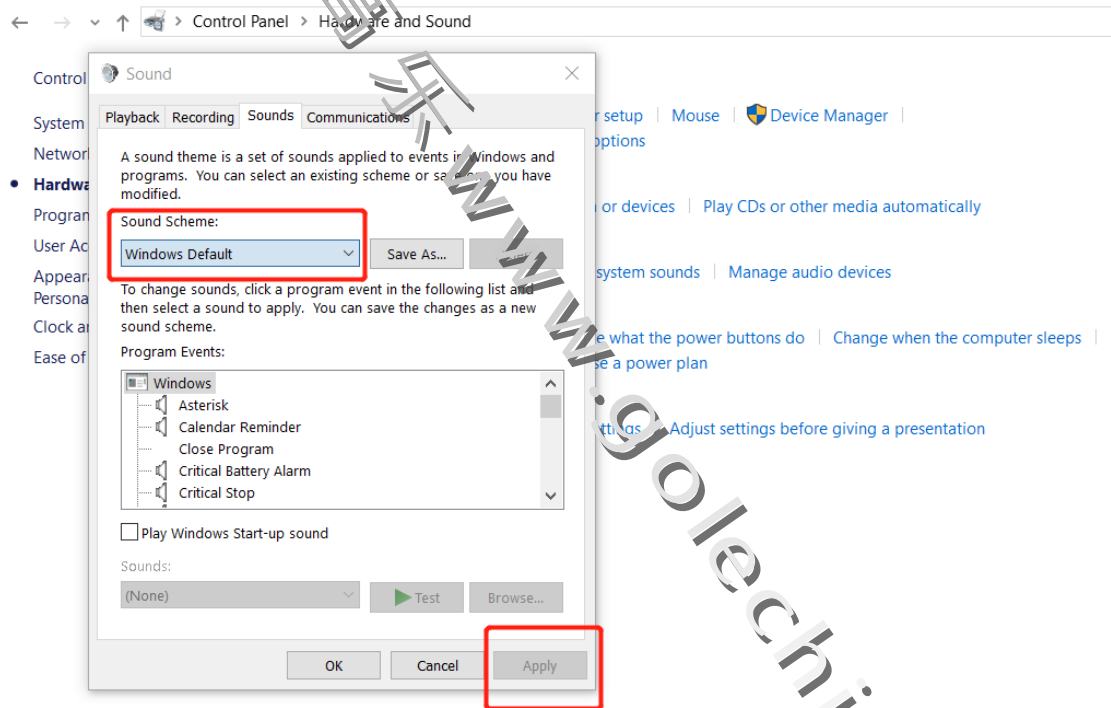 Control Panel > Hardware and Sound
Control
Sound
Playback Recording Sounds Communications
r setup Mouse Device Manager
options
System
Networ
Hardwa
Program
User Ac
Appear
Persona
Clock a
Ease of
A sound theme is a set of sounds applied to events in Windows and
programs. You can select an existing scheme or save one you have
modified.
or devices Play CDs or other media automatically
Sound Scheme:
Windows Default Save As...
system sounds Manage audio devices
To change sounds, click a program event in the following list and
then select a sound to apply. You can save the changes as a new
sound scheme.
e what the power buttons do Change when the computer sleeps
se a power plan
Program Events:
Windows
Asterisk
Calendar Reminder
Close Program
Critical Battery Alarm
Critical Stop
ttings Adjust settings before giving a presentation
Play Windows Start-up sound
Sounds:
(None) Test Browse...
OK Cancel Apply
乐 www.golechi